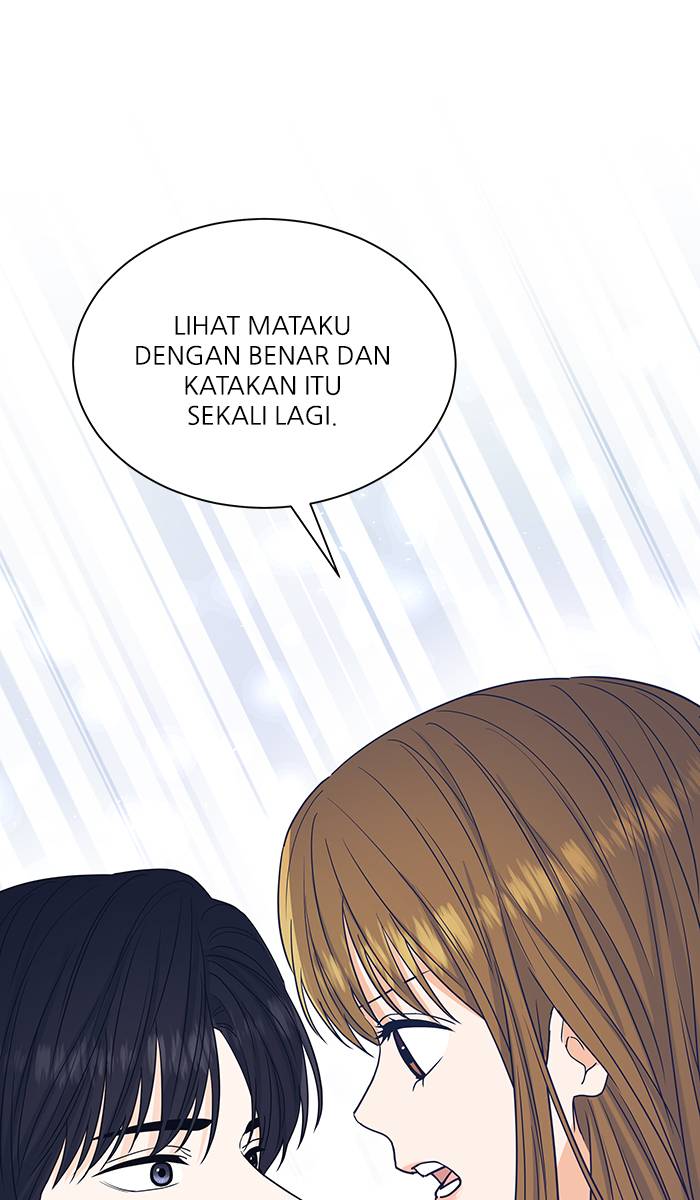 LIHAT MATAKU
DENGAN BENAR DAN
KATAKAN ITU
SEKALI LAGI.